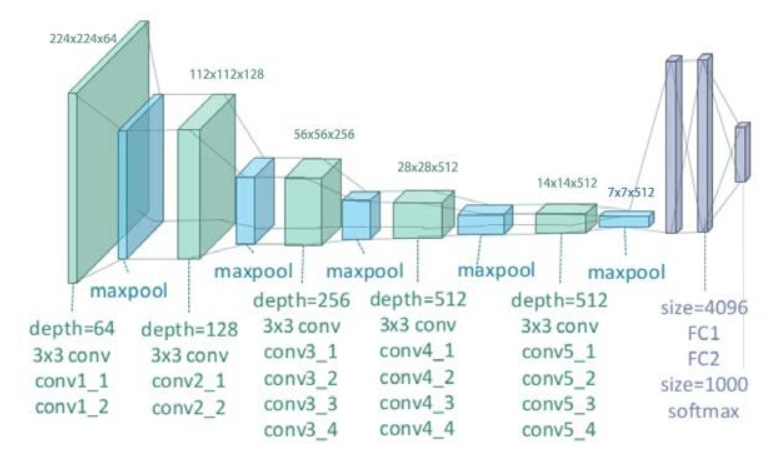 224x224x64
112x112x128
56x56x256
28x28x512
14x14x512
7x7x512
maxpool
maxpool
maxpool
maxpool
maxpool
depth=64
3x3 conv
conv1_1
conv1_2
depth=128
3x3 conv
conv2_1
conv2_2
depth=256
3x3 conv
conv3_1
conv3_2
conv3_3
conv3_4
depth=512
3x3 conv
conv4_1
conv4_2
conv4_3
conv4_4
depth=512
3x3 conv
conv5_1
conv5_2
conv5_3
conv5_4
size=4096
FC1
FC2
size=1000
softmax